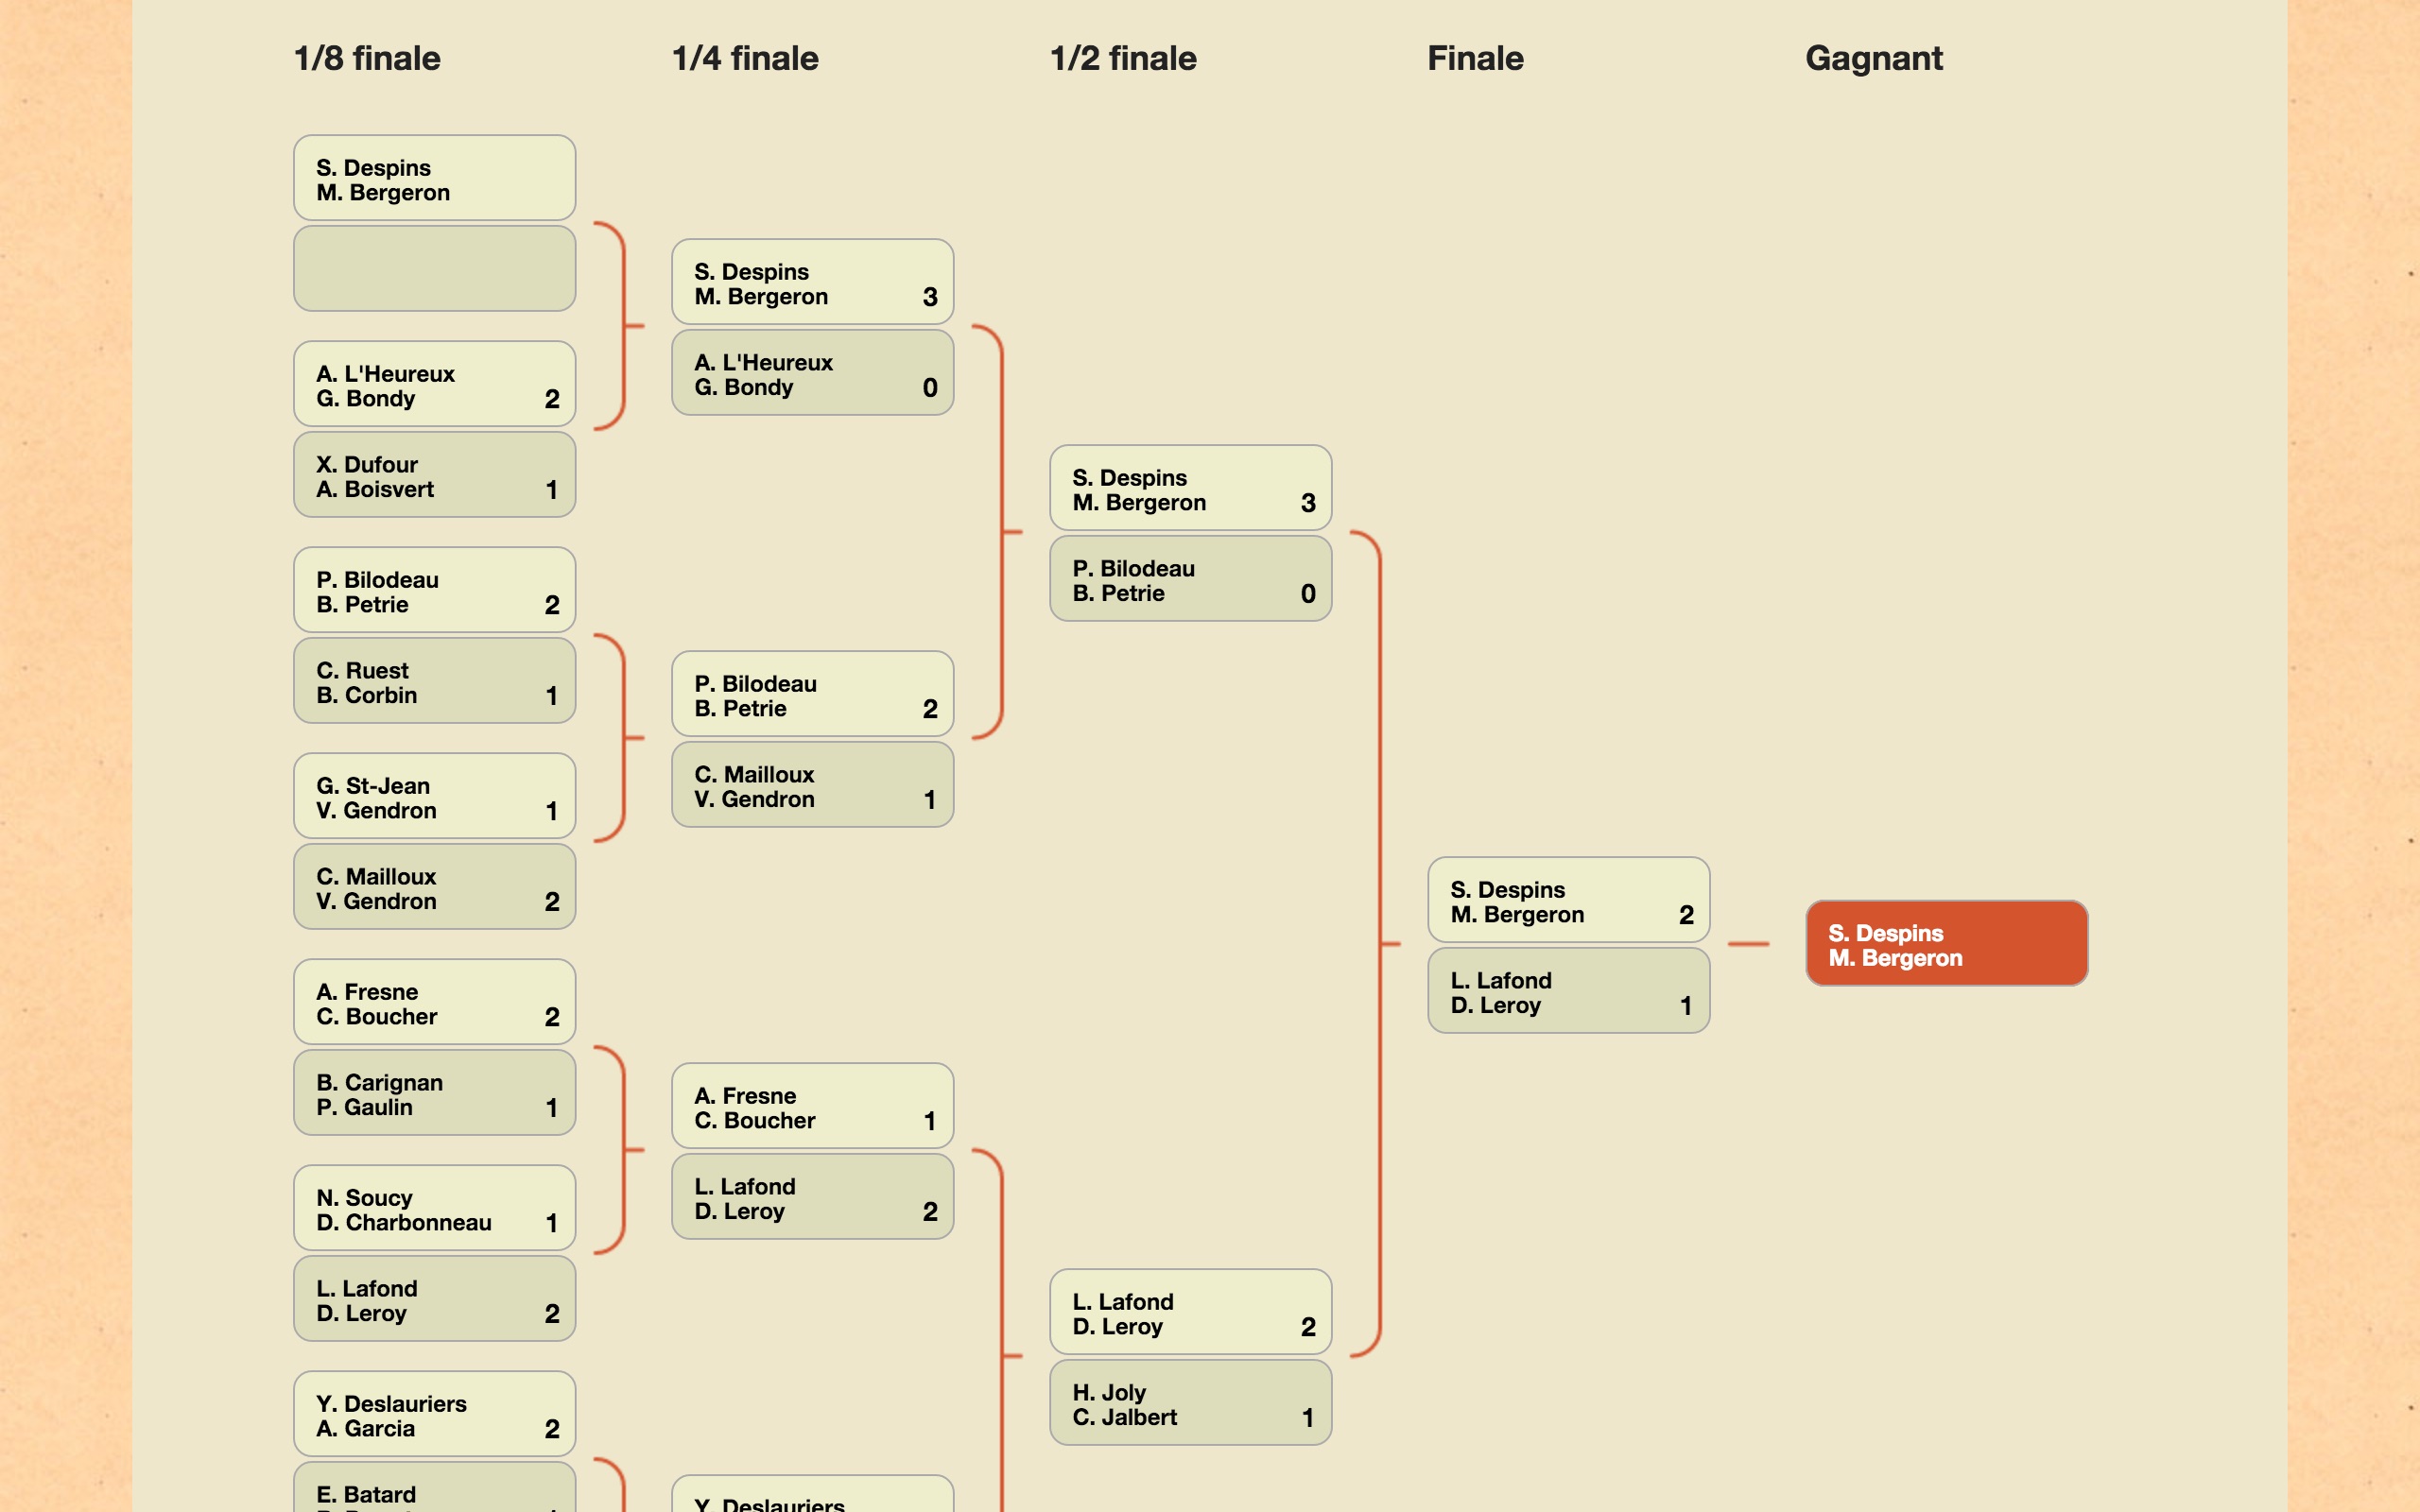 1/8 finale
1/4 finale
1/2 finale
Finale
Gagnant
S. Despins
M. Bergeron
A. L'Heureux
G. Bondy 2
X. Dufour
A. Boisvert 1
P. Bilodeau
B. Petrie 2
C. Ruest
B. Corbin 1
G. St-Jean
V. Gendron 1
C. Mailloux
V. Gendron 2
A. Fresne
C. Boucher 2
B. Carignan
P. Gaulin 1
N. Soucy
D. Charbonneau 1
L. Lafond
D. Leroy 2
Y. Deslauriers
A. Garcia 2
E. Batard
S. Despins
M. Bergeron 3
A. L'Heureux
G. Bondy 0
P. Bilodeau
B. Petrie 2
C. Mailloux
V. Gendron 1
A. Fresne
C. Boucher 1
L. Lafond
D. Leroy 2
Y. Deslauriers
S. Despins
M. Bergeron 3
P. Bilodeau
B. Petrie 0
L. Lafond
D. Leroy 2
H. Joly
C. Jalbert 1
S. Despins
M. Bergeron 2
L. Lafond
D. Leroy 1
S. Despins
M. Bergeron